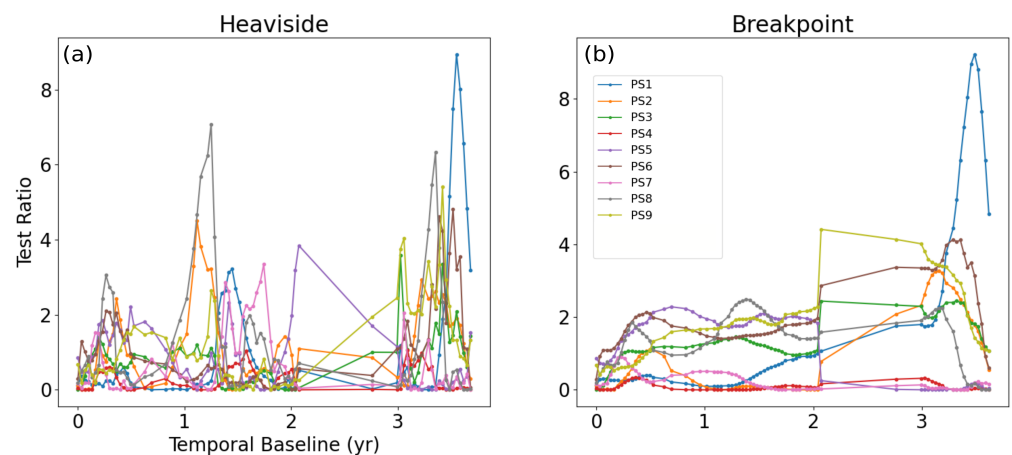 Heaviside
(a)
8
6
4
2
0
0 1 2 3
Test Ratio
Temporal Baseline (yr)
Breakpoint
(b)
PS1
PS2
PS3
PS4
PS5
PS6
PS7
PS8
PS9
8
6
4
2
0
0 1 2 3